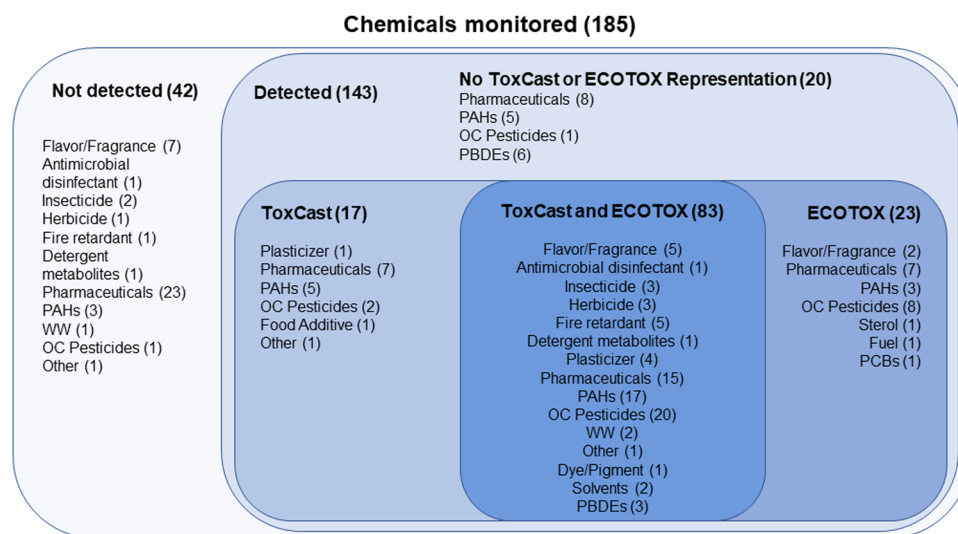 Chemicals monitored (185)
Not detected (42)
Flavor/Fragrance (7)
Antimicrobial
disinfectant (1)
Insecticide (2)
Herbicide (1)
Fire retardant (1)
Detergent
metabolites (1)
Pharmaceuticals (23)
PAHs (3)
WW (1)
OC Pesticides (1)
Other (1)
Detected (143)
No ToxCast or ECOTOX Representation (20)
Pharmaceuticals (8)
PAHs (5)
OC Pesticides (1)
PBDEs (6)
ToxCast (17)
Plasticizer (1)
Pharmaceuticals (7)
PAHs (5)
OC Pesticides (2)
Food Additive (1)
Other (1)
ToxCast and ECOTOX (83)
Flavor/Fragrance (5)
Antimicrobial disinfectant (1)
Insecticide (3)
Herbicide (3)
Fire retardant (5)
Detergent metabolites (1)
Plasticizer (4)
Pharmaceuticals (15)
PAHs (17)
OC Pesticides (20)
WW (2)
Other (1)
Dye/Pigment (1)
Solvents (2)
PBDEs (3)
ECOTOX (23)
Flavor/Fragrance (2)
Pharmaceuticals (7)
PAHs (3)
OC Pesticides (8)
Sterol (1)
Fuel (1)
PCBs (1)